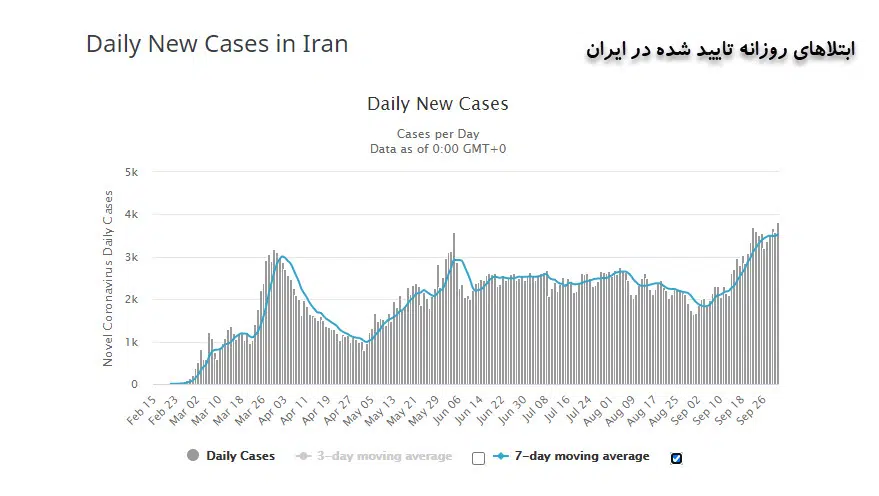 Daily New Cases in Iran
ابتلاهای روزانه تایید شده در ایران
Daily New Cases
Cases per Day
Data as of 0:00 GMT+0
Novel Coronavirus Daily Cases
5k
4k
3k
2k
1k
0
Feb 15 Feb 23 Mar 02 Mar 10 Mar 18 Mar 26 Apr 03 Apr 11 Apr 19 Apr 27 May 05 May 13 May 21 May 29 Jun 06 Jun 14 Jun 22 Jun 30 Jul 08 Jul 16 Jul 24 Aug 01 Aug 09 Aug 17 Aug 25 Sep 02 Sep 10 Sep 18 Sep 26
Daily Cases 3-day moving average 7-day moving average